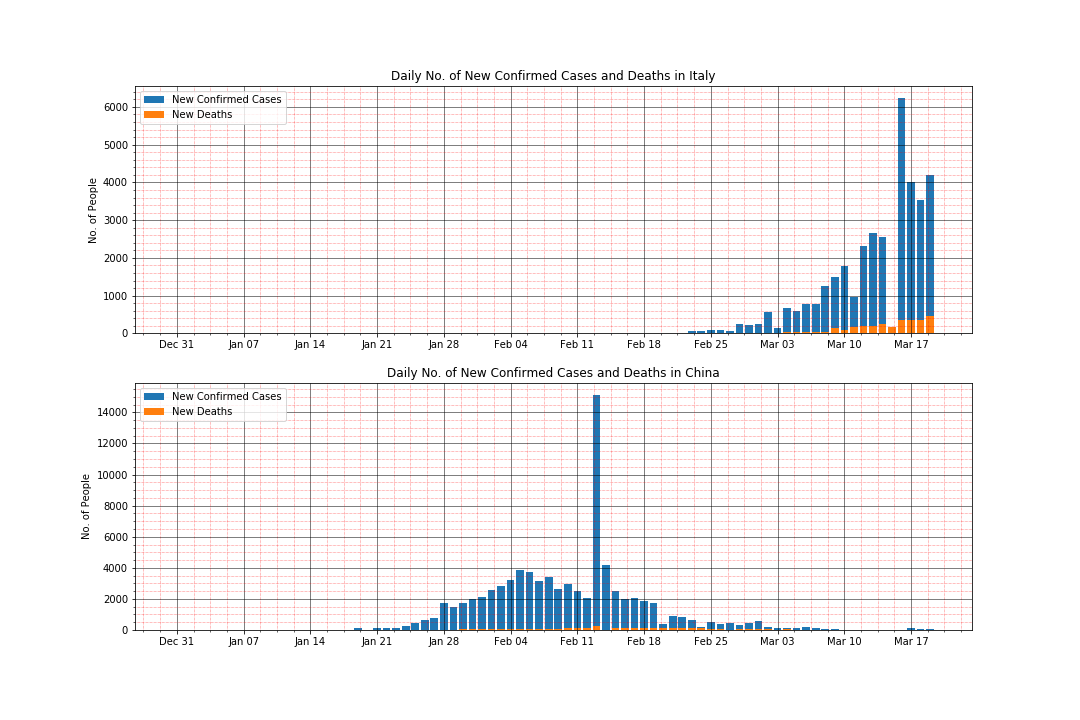 Daily No. of New Confirmed Cases and Deaths in Italy
New Confirmed Cases
New Deaths
No. of People
6000
5000
4000
3000
2000
1000
0
Dec 31 Jan 07 Jan 14 Jan 21 Jan 28 Feb 04 Feb 11 Feb 18 Feb 25 Mar 03 Mar 10 Mar 17
Daily No. of New Confirmed Cases and Deaths in China
New Confirmed Cases
New Deaths
No. of People
14000
12000
10000
8000
6000
4000
2000
0
Dec 31 Jan 07 Jan 14 Jan 21 Jan 28 Feb 04 Feb 11 Feb 18 Feb 25 Mar 03 Mar 10 Mar 17